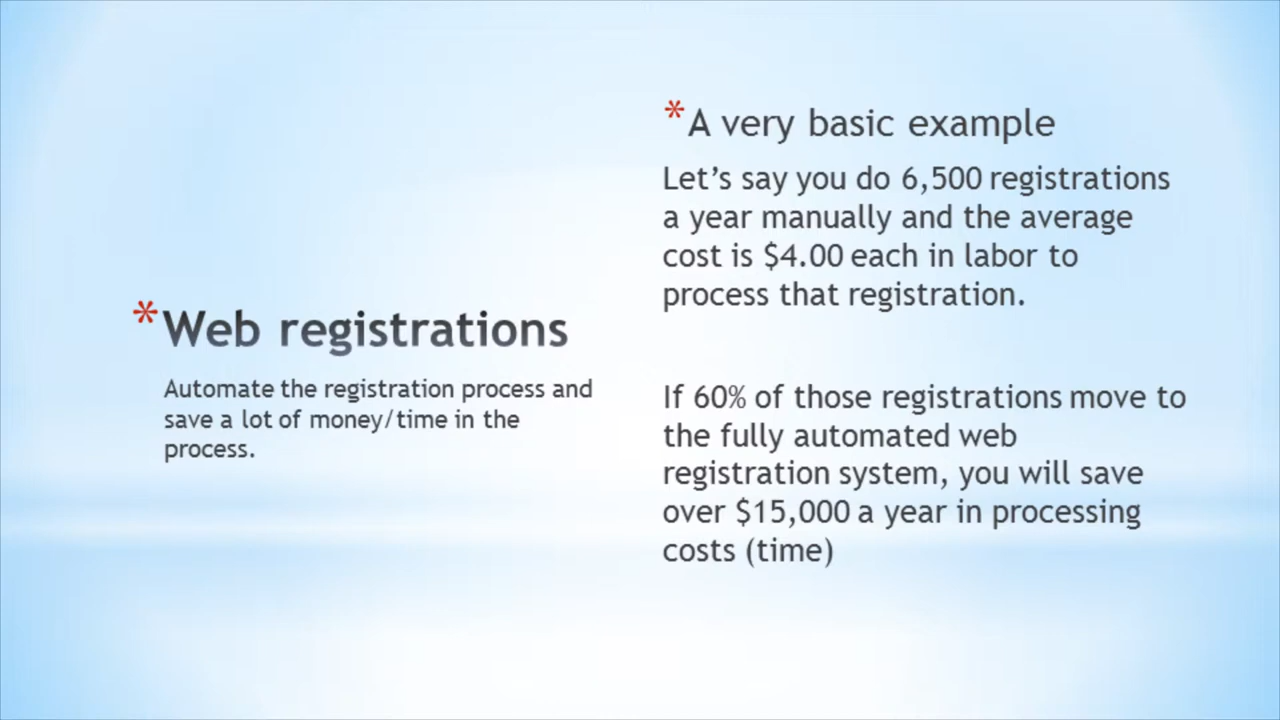 *Web registrations
Automate the registration process and
save a lot of money/time in the
process.
*A very basic example
Let’s say you do 6,500 registrations
a year manually and the average
cost is $4.00 each in labor to
process that registration.
If 60% of those registrations move to
the fully automated web
registration system, you will save
over $15,000 a year in processing
costs (time)